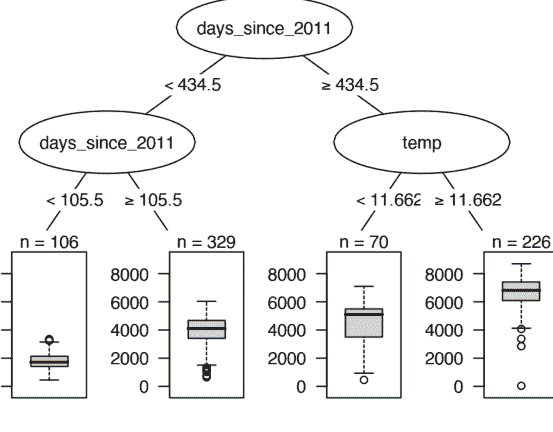 days_since_2011
< 434.5 ≥ 434.5
days_since_2011 temp
< 105.5 ≥ 105.5 < 11.662 ≥ 11.662
n = 106 n = 329 n = 70 n = 226
8000 8000 8000
6000 6000 6000
4000 4000 4000
2000 2000 2000
0 0 0